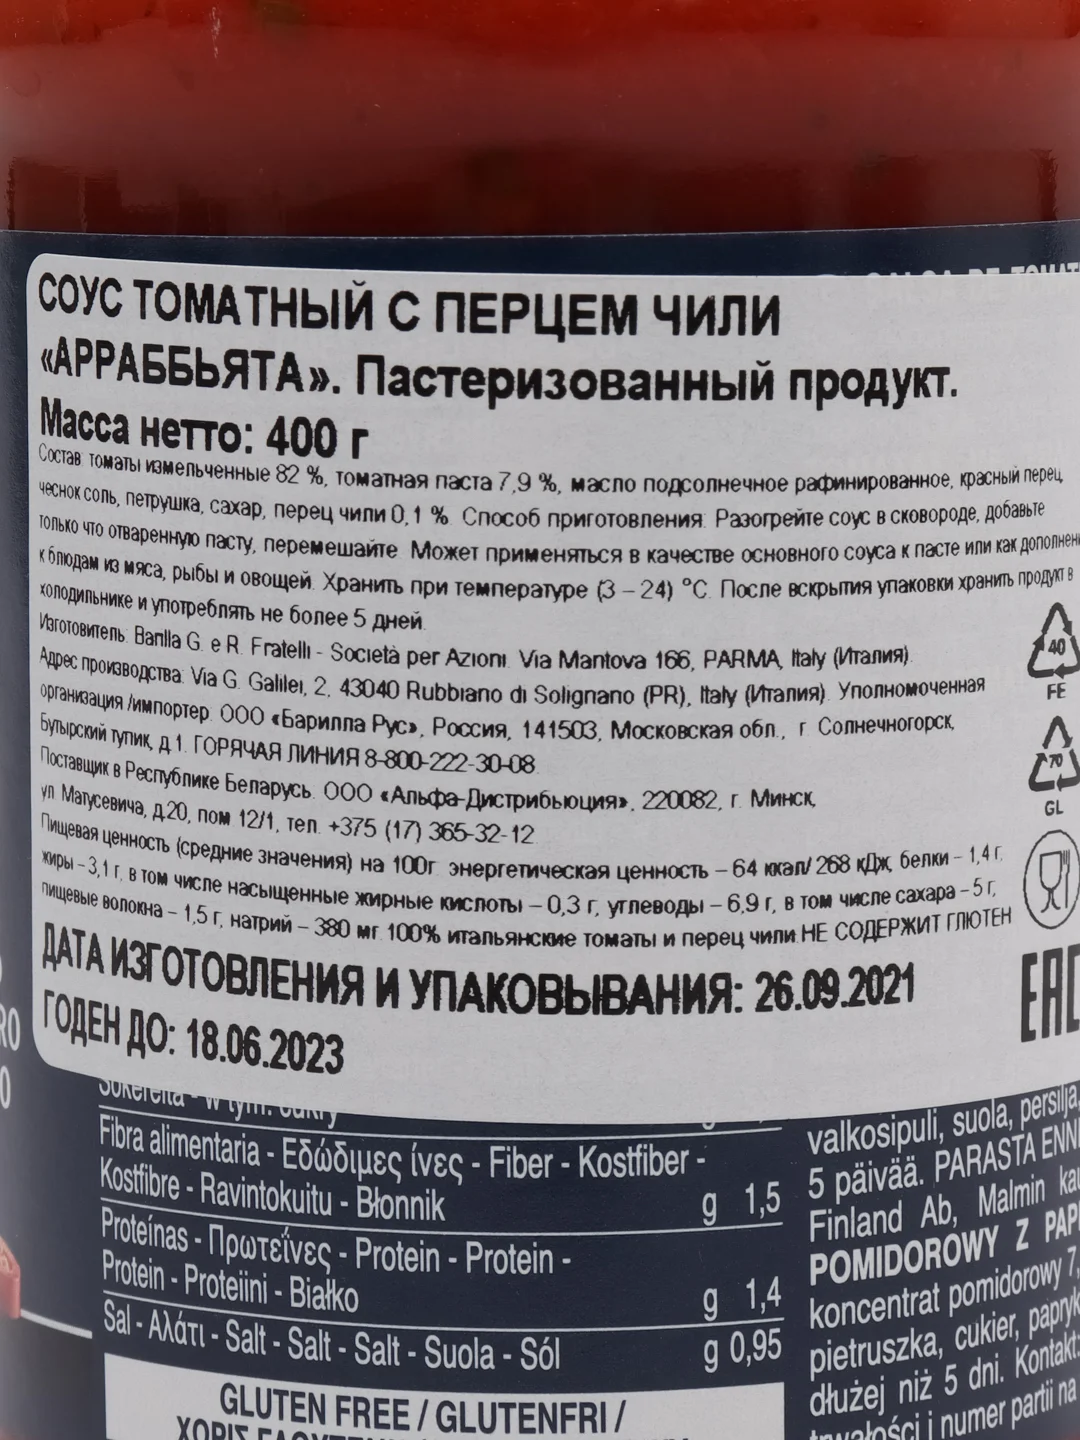 СОУС ТОМАТНЫЙ С ПЕРЦЕМ ЧИЛИ
«АРРАББЬЯТА». Пастеризованный продукт.
Масса нетто: 400 г
Состав томаты измельченные 82 %, томатная паста 7,9 %, масло подсолнечное рафинированное, красный перец,
чеснок соль, петрушка, сахар, перец чили 0,1 % Способ приготовления: Разогрейте соус в сковороде, добавьте
только что отваренную пасту, перемешайте Может применяться в качестве основного соуса к пасте или как дополнени
к блюдам из мяса, рыбы и овощей. Хранить при температуре (3 – 24) °С. После вскрытия упаковки хранить продукт в
холодильнике и употреблять не более 5 дней.
Изготовитель: Barilla G. e R. Fratelli - Società per Azioni. Via Mantova 166, PARMA, Italy (Италия).
Адрес производства: Via G. Galilei, 2, 43040 Rubbiano di Solignano (PR), Italy (Италия). Уполномоченная
организация /импортер: ООО «Барилла Рус», Россия, 141503, Московская обл., г. Солнечногорск,
Бутырский тупик, д.1. ГОРЯЧАЯ ЛИНИЯ 8-800-222-30-08
Поставщик в Республике Беларусь: ООО «Альфа-Дистрибьюция», 220082, г. Минск,
ул Матусевича, д.20, пом 12/1, тел. +375 (17) 365-32-12
Пищевая ценность (средние значения) на 100г: энергетическая ценность – 64 ккал/ 268 кДж, белки – 1,4 г,
жиры – 3,1 г, в том числе насыщенные жирные кислоты – 0,3 г, углеводы – 6,9 г, в том числе сахара – 5 г,
пищевые волокна – 1,5 г, натрий – 380 мг. 100% итальянские томаты и перец чили. НЕ СОДЕРЖИТ ГЛЮТЕН
ДАТА ИЗГОТОВЛЕНИЯ И УПАКОВЫВАНИЯ: 26.09.2021
ГОДЕН ДО: 18.06.2023
40
FE
70
GL
EAC
RO
Sokereita - w tym: cukry
Fibra alimentaria - Εδώδιμες ίνες - Fiber - Kostfiber -
Kostfibre - Ravintokuitu - Błonnik g 1,5
Proteínas - Πρωτεΐνες - Protein - Protein -
Protein - Proteiini - Białko g 1,4
Sal - Αλάτι - Salt - Salt - Salt - Suola - Sól g 0,95
GLUTEN FREE / GLUTENFRI /
valkosipuli, suola, persilja,
5 päivää. PARASTA ENN
Finland Ab, Malmin kau
POMIDOROWY Z PAP
koncentrat pomidorowy 7,
pietruszka, cukier, papryk
dłużej niż 5 dni. Kontakt:
trwałości i numer partii na